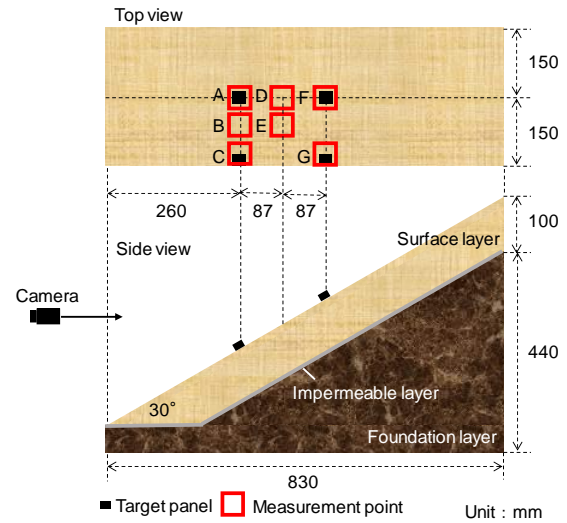 Top view
A D F
B E
C G
150
150
260 87 87
Side view
100
Surface layer
Camera
440
Impermeable layer
30°
Foundation layer
830
Target panel Measurement point Unit : mm